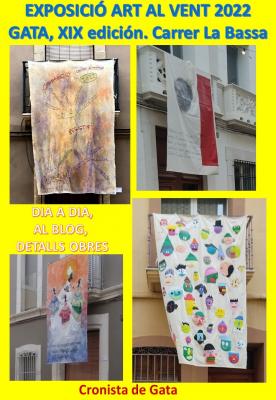 EXPOSICIÓ ART AL VENT 2022
GATA, XIX edición. Carrer La Bassa
DIA A DIA,
AL BLOG,
DETALLS OBRES
Cronista de Gata